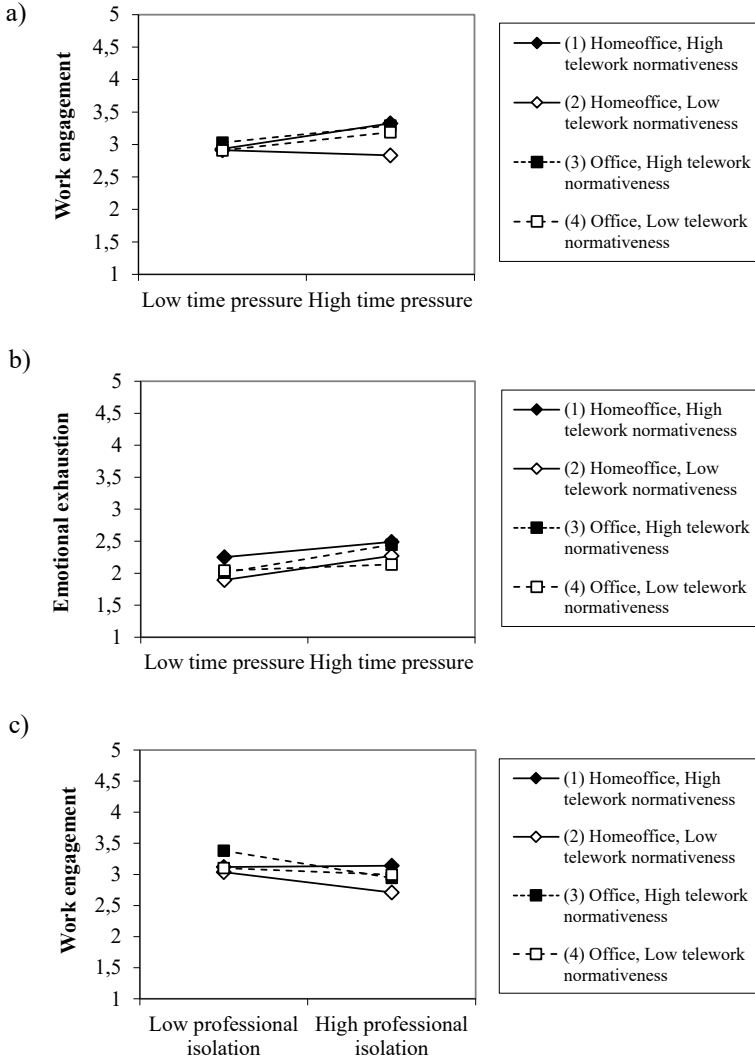 a)
Work engagement
5
4,5
4
3,5
3
2,5
2
1,5
1
Low time pressure High time pressure
(1) Homeoffice, High
telework normativeness
(2) Homeoffice, Low
telework normativeness
(3) Office, High telework
normativeness
(4) Office, Low telework
normativeness
b)
Emotional exhaustion
5
4,5
4
3,5
3
2,5
2
1,5
1
Low time pressure High time pressure
(1) Homeoffice, High
telework normativeness
(2) Homeoffice, Low
telework normativeness
(3) Office, High telework
normativeness
(4) Office, Low telework
normativeness
c)
Work engagement
5
4,5
4
3,5
3
2,5
2
1,5
1
Low professional
isolation
High professional
isolation
(1) Homeoffice, High
telework normativeness
(2) Homeoffice, Low
telework normativeness
(3) Office, High telework
normativeness
(4) Office, Low telework
normativeness